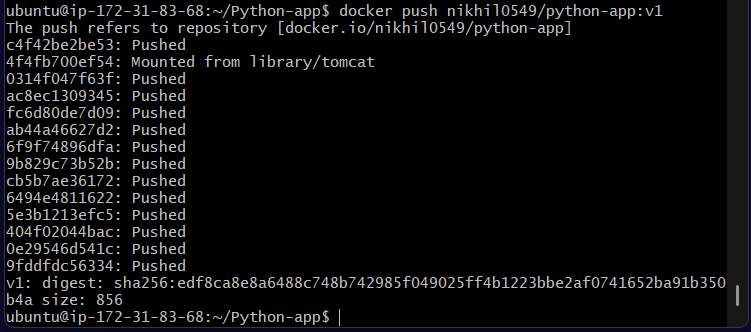 ubuntu@ip-172-31-83-68:~/Python-app$ docker push nikhil0549/python-app:v1
The push refers to repository [docker.io/nikhil0549/python-app]
c4f42be2be53: Pushed
4f4fb700ef54: Mounted from library/tomcat
0314f047f63f: Pushed
ac8ec1309345: Pushed
fc6d80de7d09: Pushed
ab44a46627d2: Pushed
6f9f74896dfa: Pushed
9b829c73b52b: Pushed
cb5b7ae36172: Pushed
6494e4811622: Pushed
5e3b1213efc5: Pushed
404f02044bac: Pushed
0e29546d541c: Pushed
9fddfdc56334: Pushed
v1: digest: sha256:edf8ca8e8a6488c748b742985f049025ff4b1223bbe2af0741652ba91b350
b4a size: 856
ubuntu@ip-172-31-83-68:~/Python-app$